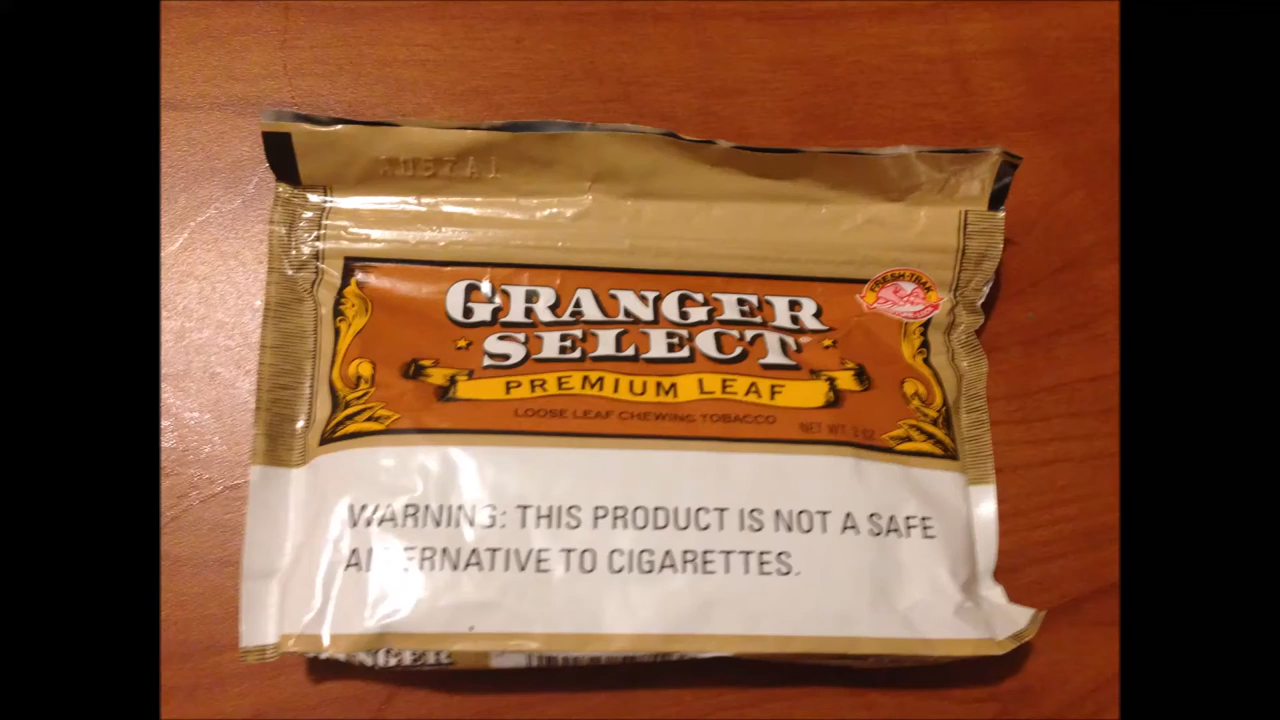 A057A1
GRANGER
SELECT
FRESH-TRAK
PREMIUM LEAF
LOOSE LEAF CHEWING TOBACCO
NET WT. 3 OZ.
WARNING: THIS PRODUCT IS NOT A SAFE
ALTERNATIVE TO CIGARETTES.
GRANGER